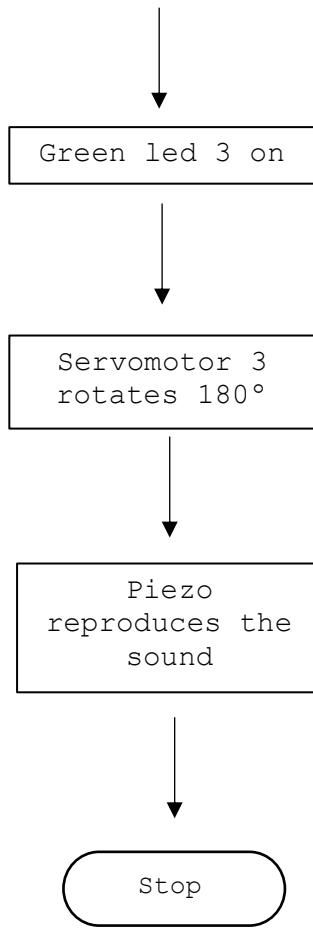 Green led 3 on
Servomotor 3
rotates 180°
Piezo
reproduces the
sound
Stop